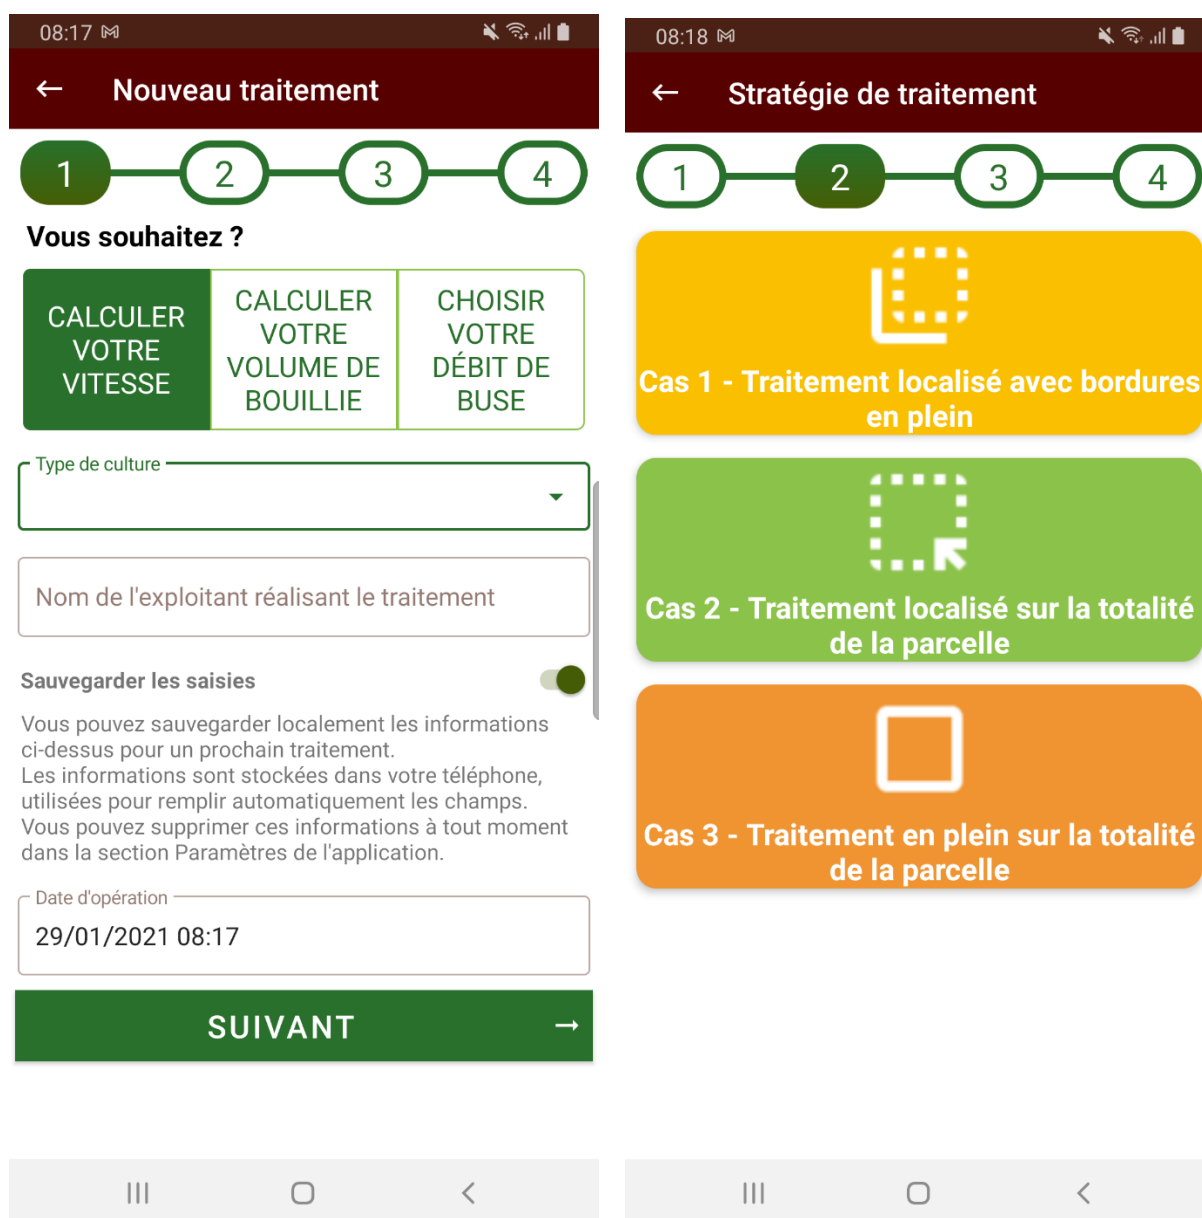 08:17
Nouveau traitement
1
2
3
4
Vous souhaitez ?
CALCULER
VOTRE
VITESSE
CALCULER
VOTRE
VOLUME DE
BOUILLIE
CHOISIR
VOTRE
DÉBIT DE
BUSE
Type de culture
Nom de l'exploitant réalisant le traitement
Sauvegarder les saisies
Vous pouvez sauvegarder localement les informations
ci-dessus pour un prochain traitement.
Les informations sont stockées dans votre téléphone,
utilisées pour remplir automatiquement les champs.
Vous pouvez supprimer ces informations à tout moment
dans la section Paramètres de l'application.
Date d'opération
29/01/2021 08:17
SUIVANT
08:18
Stratégie de traitement
1
2
3
4
Cas 1 - Traitement localisé avec bordures
en plein
Cas 2 - Traitement localisé sur la totalité
de la parcelle
Cas 3 - Traitement en plein sur la totalité
de la parcelle